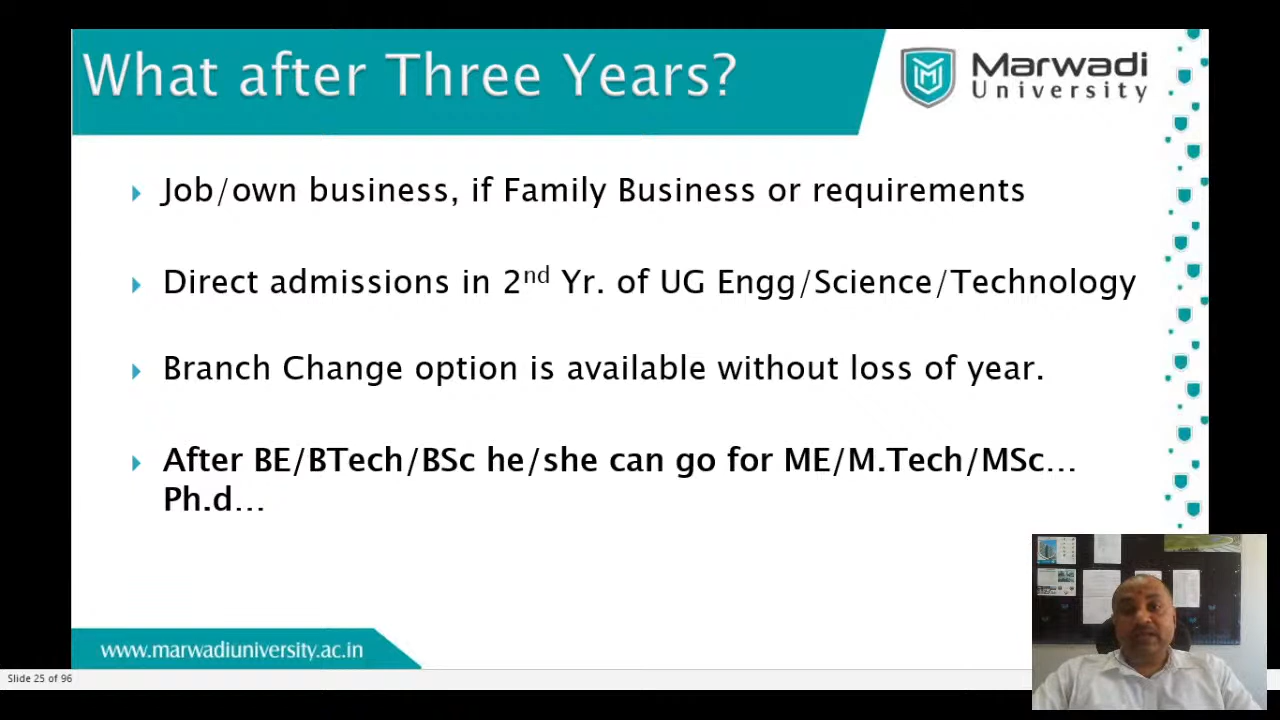 What after Three Years?
Marwadi
University
Job/own business, if Family Business or requirements
Direct admissions in 2nd Yr. of UG Engg/Science/Technology
Branch Change option is available without loss of year.
After BE/BTech/BSc he/she can go for ME/M.Tech/MSc...
Ph.d...
www.marwadiuniversity.ac.in
Slide 25 of 96